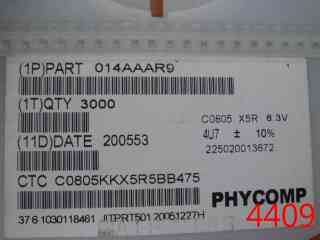 (1P)PART 014AAAR9
(1T)QTY 3000
C0805 X5R 6.3V
4U7 ± 10%
(11D)DATE 200553
225020013672
CTC C0805KKX5R5BB475
PHYCOMP
37 6 1030118461 JITPRT501 20051227H
4409